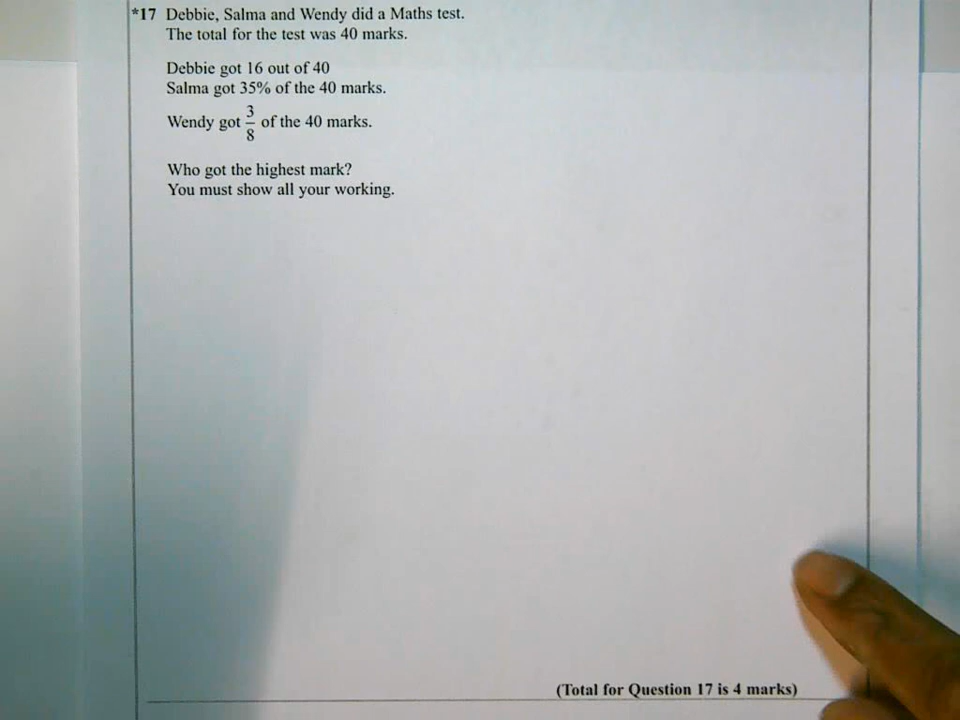 *17 Debbie, Salma and Wendy did a Maths test.
The total for the test was 40 marks.
Debbie got 16 out of 40
Salma got 35% of the 40 marks.
Wendy got 3/8 of the 40 marks.
Who got the highest mark?
You must show all your working.
(Total for Question 17 is 4 marks)